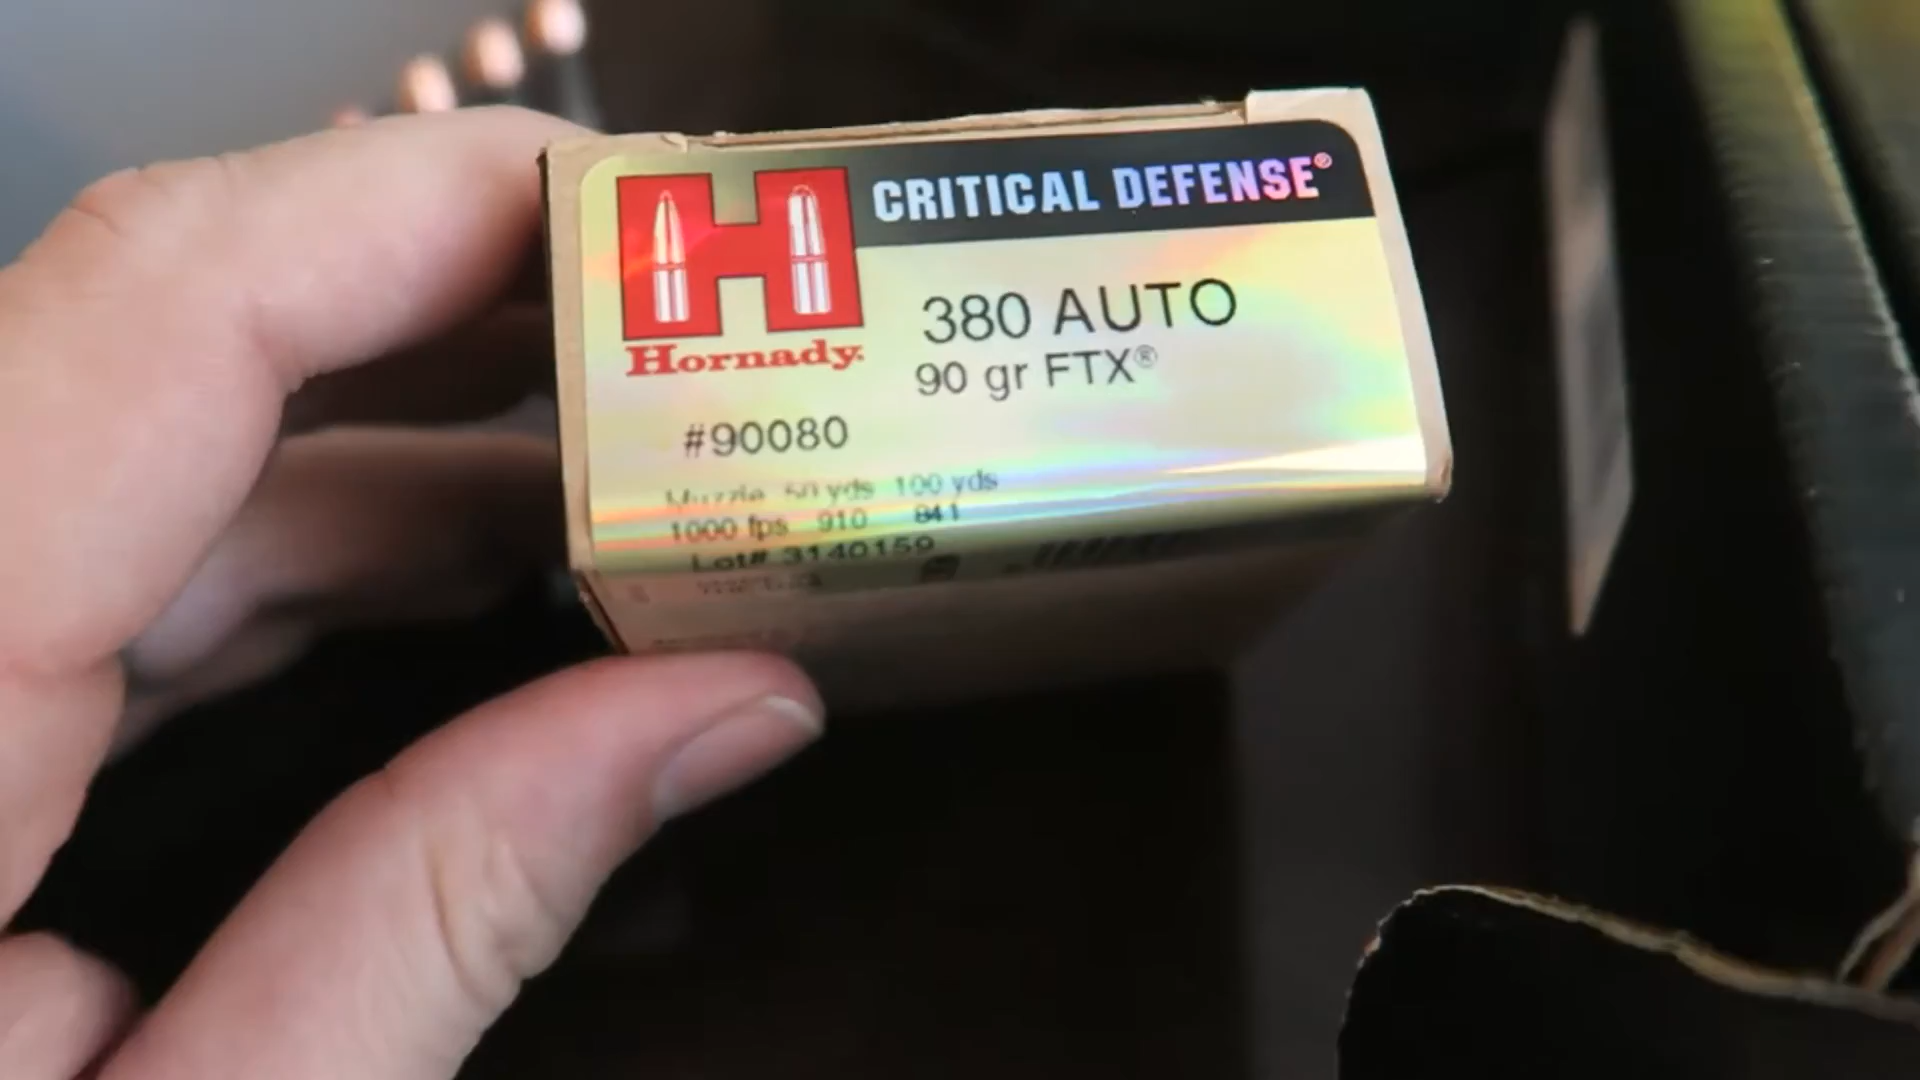 CRITICAL DEFENSE®
Hornady.
380 AUTO
90 gr FTX®
#90080
Muzzle 50 yds 100 yds
1000 fps 910 841
Lot# 3140159